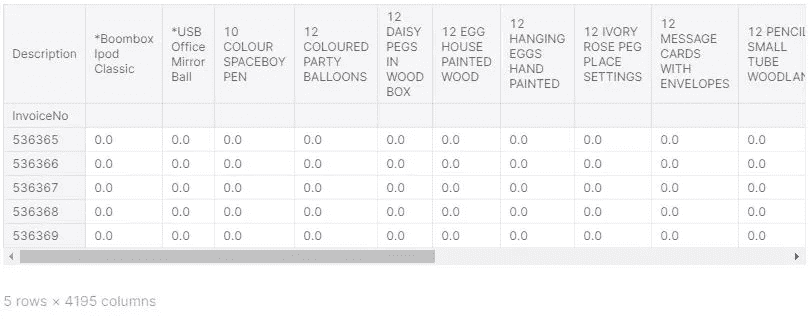 Description *Boombox Ipod Classic *USB Office Mirror Ball 10 COLOUR SPACEBOY PEN 12 COLOURED PARTY BALLOONS 12 DAISY PEGS IN WOOD BOX 12 EGG HOUSE PAINTED WOOD 12 HANGING EGGS HAND PAINTED 12 IVORY ROSE PEG PLACE SETTINGS 12 MESSAGE CARDS WITH ENVELOPES 12 PENCIL SMALL TUBE WOODLAN
InvoiceNo
536365 0.0 0.0 0.0 0.0 0.0 0.0 0.0 0.0 0.0 0.0
536366 0.0 0.0 0.0 0.0 0.0 0.0 0.0 0.0 0.0 0.0
536367 0.0 0.0 0.0 0.0 0.0 0.0 0.0 0.0 0.0 0.0
536368 0.0 0.0 0.0 0.0 0.0 0.0 0.0 0.0 0.0 0.0
536369 0.0 0.0 0.0 0.0 0.0 0.0 0.0 0.0 0.0 0.0
5 rows × 4195 columns